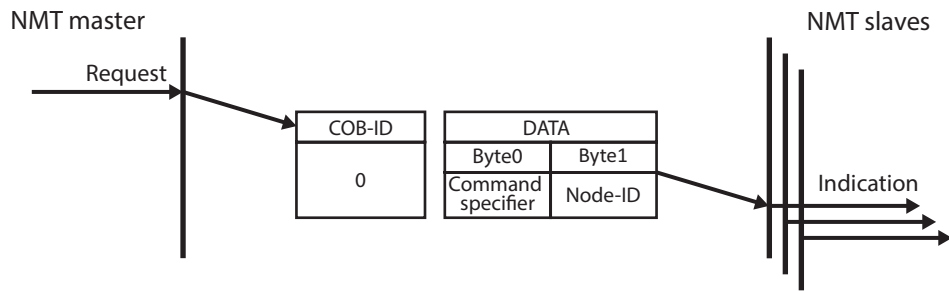 NMT master
NMT slaves
Request
COB-ID
DATA
Byte0
Byte1
0
Command
specifier
Node-ID
Indication